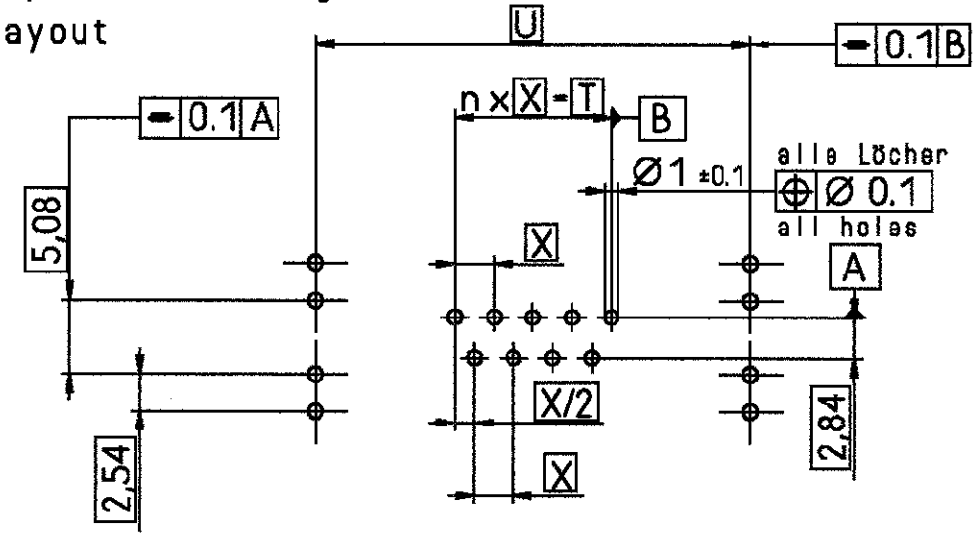 ayout
U
0.1 B
n x X = T
B
0.1 A
Ø1 ±0.1
alle Löcher
Ø 0.1
all holes
5,08
X
A
X/2
2,84
2,54
X